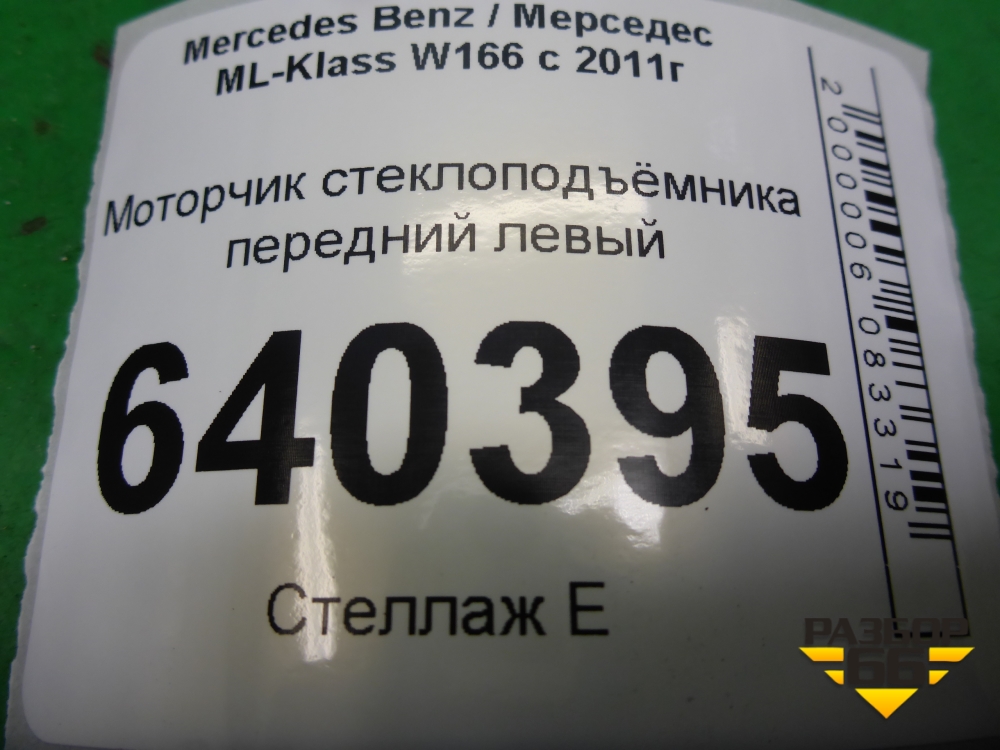 Mercedes Benz / Мерседес
ML-Klass W166 с 2011г
Моторчик стеклоподъёмника
передний левый
640395
Стеллаж Е
2000006083319
РАЗБОР
66